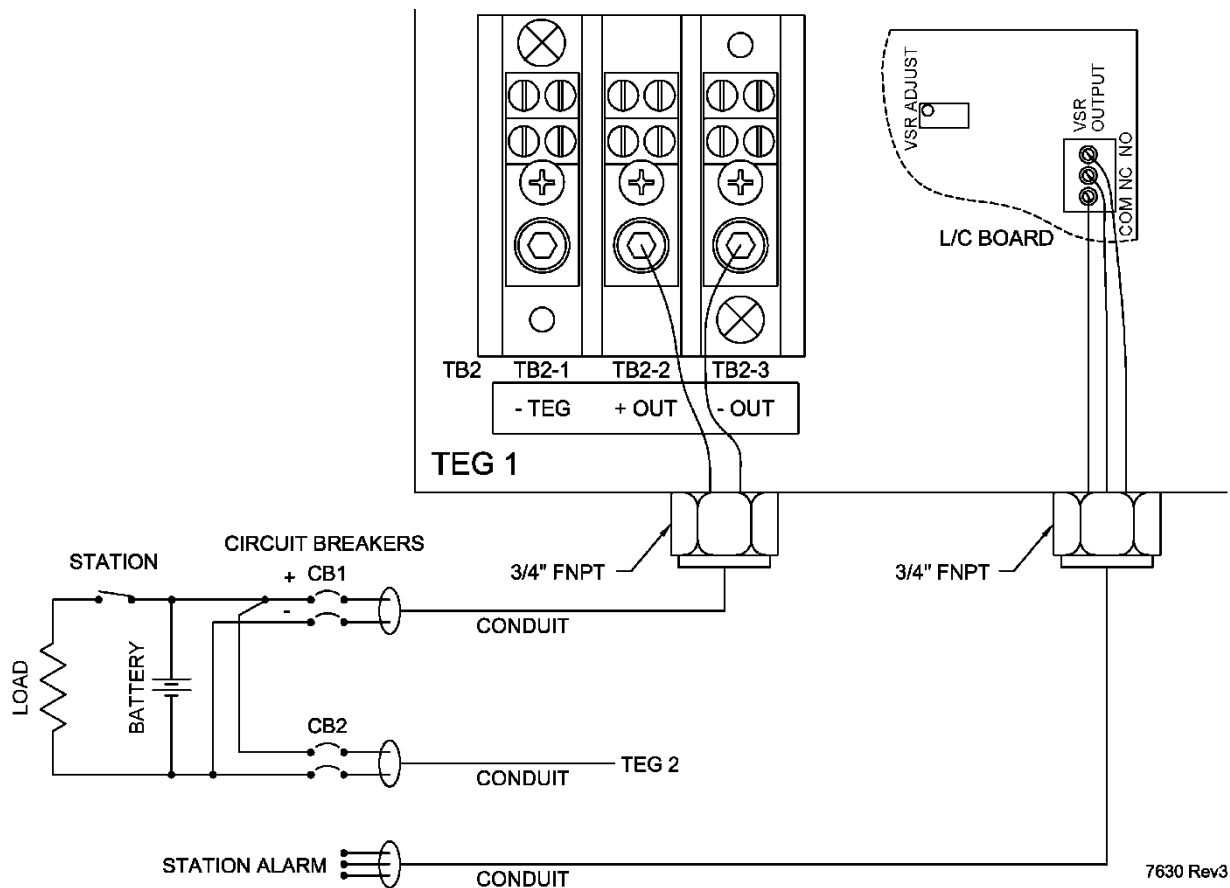 VSR ADJUST
VSR OUTPUT
COM NC NO
L/C BOARD
TB2 TB2-1 TB2-2 TB2-3
- TEG + OUT - OUT
TEG 1
3/4" FNPT
3/4" FNPT
STATION
CIRCUIT BREAKERS
+ CB1
-
CONDUIT
LOAD
BATTERY
CB2
CONDUIT
TEG 2
STATION ALARM
CONDUIT
7630 Rev3